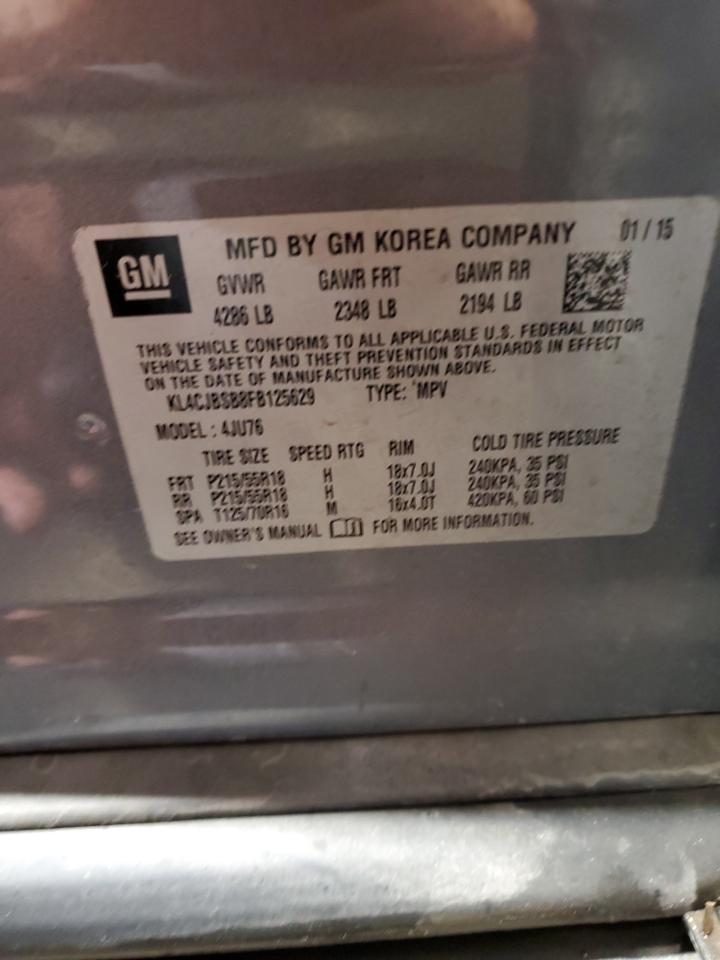 GM
MFD BY GM KOREA COMPANY 01 / 15
GVWR GAWR FRT GAWR RR
4286 LB 2348 LB 2194 LB
THIS VEHICLE CONFORMS TO ALL APPLICABLE U.S. FEDERAL MOTOR
VEHICLE SAFETY AND THEFT PREVENTION STANDARDS IN EFFECT
ON THE DATE OF MANUFACTURE SHOWN ABOVE.
KL4CJBSB8FB125629 TYPE: MPV
MODEL : 4JU76
TIRE SIZE SPEED RTG RIM COLD TIRE PRESSURE
FRT P215/55R18 H 18x7.0J 240KPA, 35 PSI
RR P215/55R18 H 18x7.0J 240KPA, 35 PSI
SPA T125/70R16 M 16x4.0T 420KPA, 60 PSI
SEE OWNER'S MANUAL FOR MORE INFORMATION.